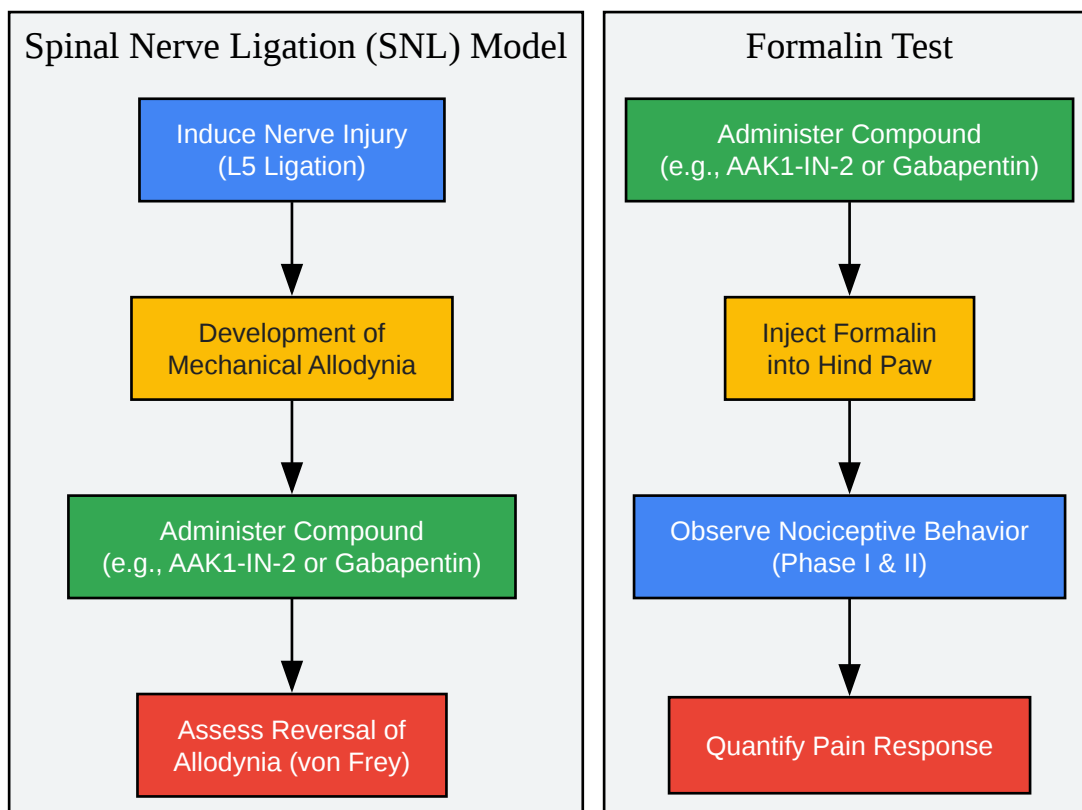 Spinal Nerve Ligation (SNL) Model
Induce Nerve Injury
(L5 Ligation)
Development of
Mechanical Allodynia
Administer Compound
(e.g., AAK1-IN-2 or Gabapentin)
Assess Reversal of
Allodynia (von Frey)
Formalin Test
Administer Compound
(e.g., AAK1-IN-2 or Gabapentin)
Inject Formalin
into Hind Paw
Observe Nociceptive Behavior
(Phase I & II)
Quantify Pain Response